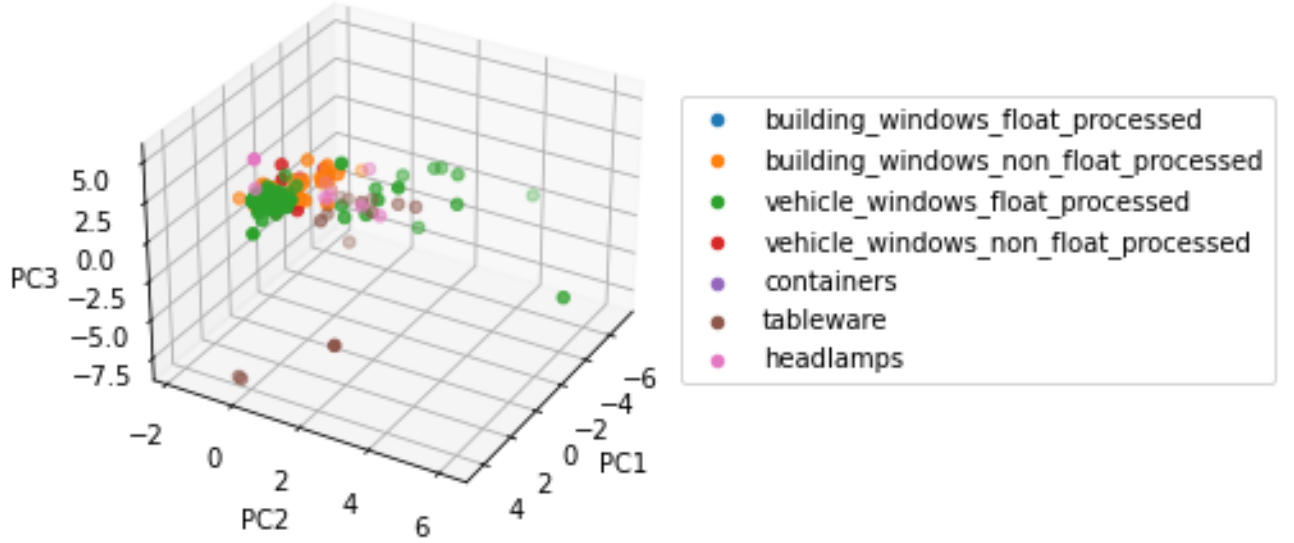 5.0
2.5
0.0
PC3
−2.5
−5.0
−7.5
−2
0
2
4
6
PC2
−6
−4
−2
0
2
4
PC1
building_windows_float_processed
building_windows_non_float_processed
vehicle_windows_float_processed
vehicle_windows_non_float_processed
containers
tableware
headlamps